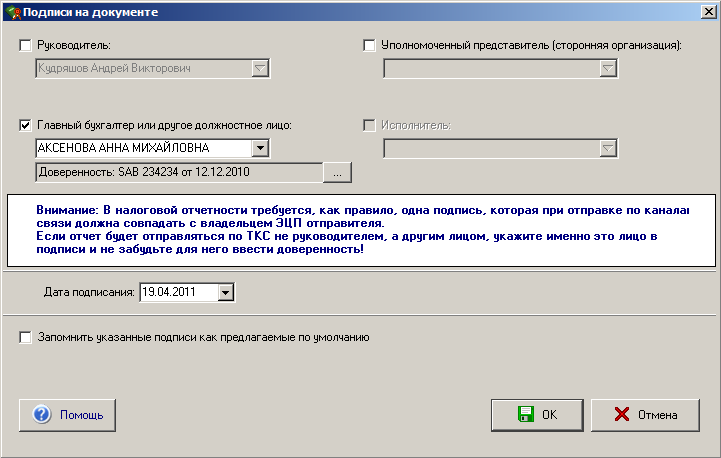 Подписи на документе
Руководитель:
Уполномоченный представитель (сторонняя организация):
Кудряшов Андрей Викторович
Главный бухгалтер или другое должностное лицо:
Исполнитель:
АКСЕНОВА АННА МИХАЙЛОВНА
Доверенность: SAB 234234 от 12.12.2010
...
Внимание: В налоговой отчетности требуется, как правило, одна подпись, которая при отправке по каналам
связи должна совпадать с владельцем ЭЦП отправителя.
Если отчет будет отправляться по ТКС не руководителем, а другим лицом, укажите именно это лицо в
подписи и не забудьте для него ввести доверенность!
Дата подписания: 19.04.2011
Запомнить указанные подписи как предлагаемые по умолчанию
Помощь
OK
Отмена